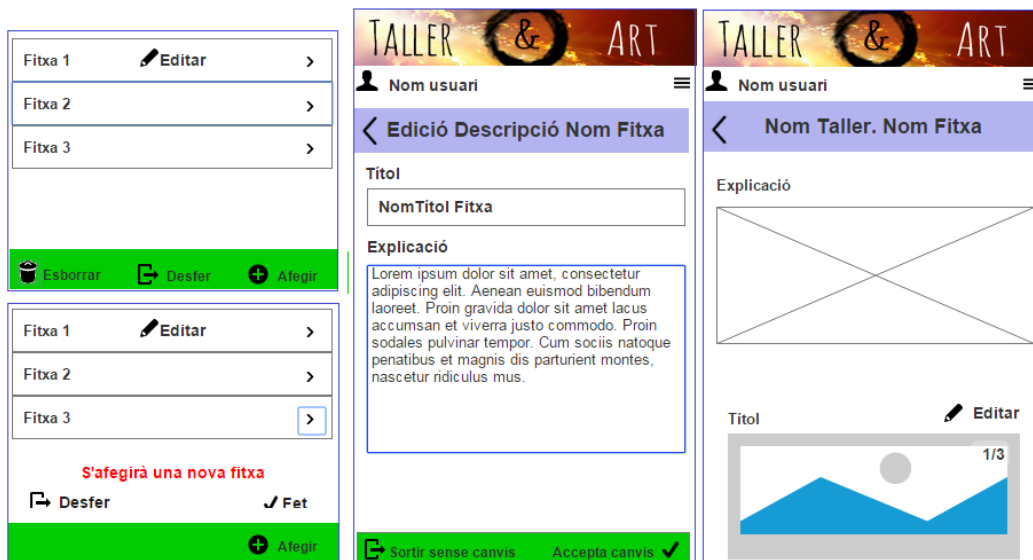 Fitxa 1 Editar
Fitxa 2
Fitxa 3
Esborrar Desfer Afegir
Fitxa 1 Editar
Fitxa 2
Fitxa 3
S'afegirà una nova fitxa
Desfer Fet
Afegir
TALLER & ART
Nom usuari
Edició Descripció Nom Fitxa
Títol
NomTítol Fitxa
Explicació
Lorem ipsum dolor sit amet, consectetur
adipiscing elit. Aenean euismod bibendum
laoreet. Proin gravida dolor sit amet lacus
accumsan et viverra justo commodo. Proin
sodales pulvinar tempor. Cum sociis natoque
penatibus et magnis dis parturient montes,
nascetur ridiculus mus.
Sortir sense canvis Accepta canvis
TALLER & ART
Nom usuari
Nom Taller. Nom Fitxa
Explicació
Títol Editar
1/3